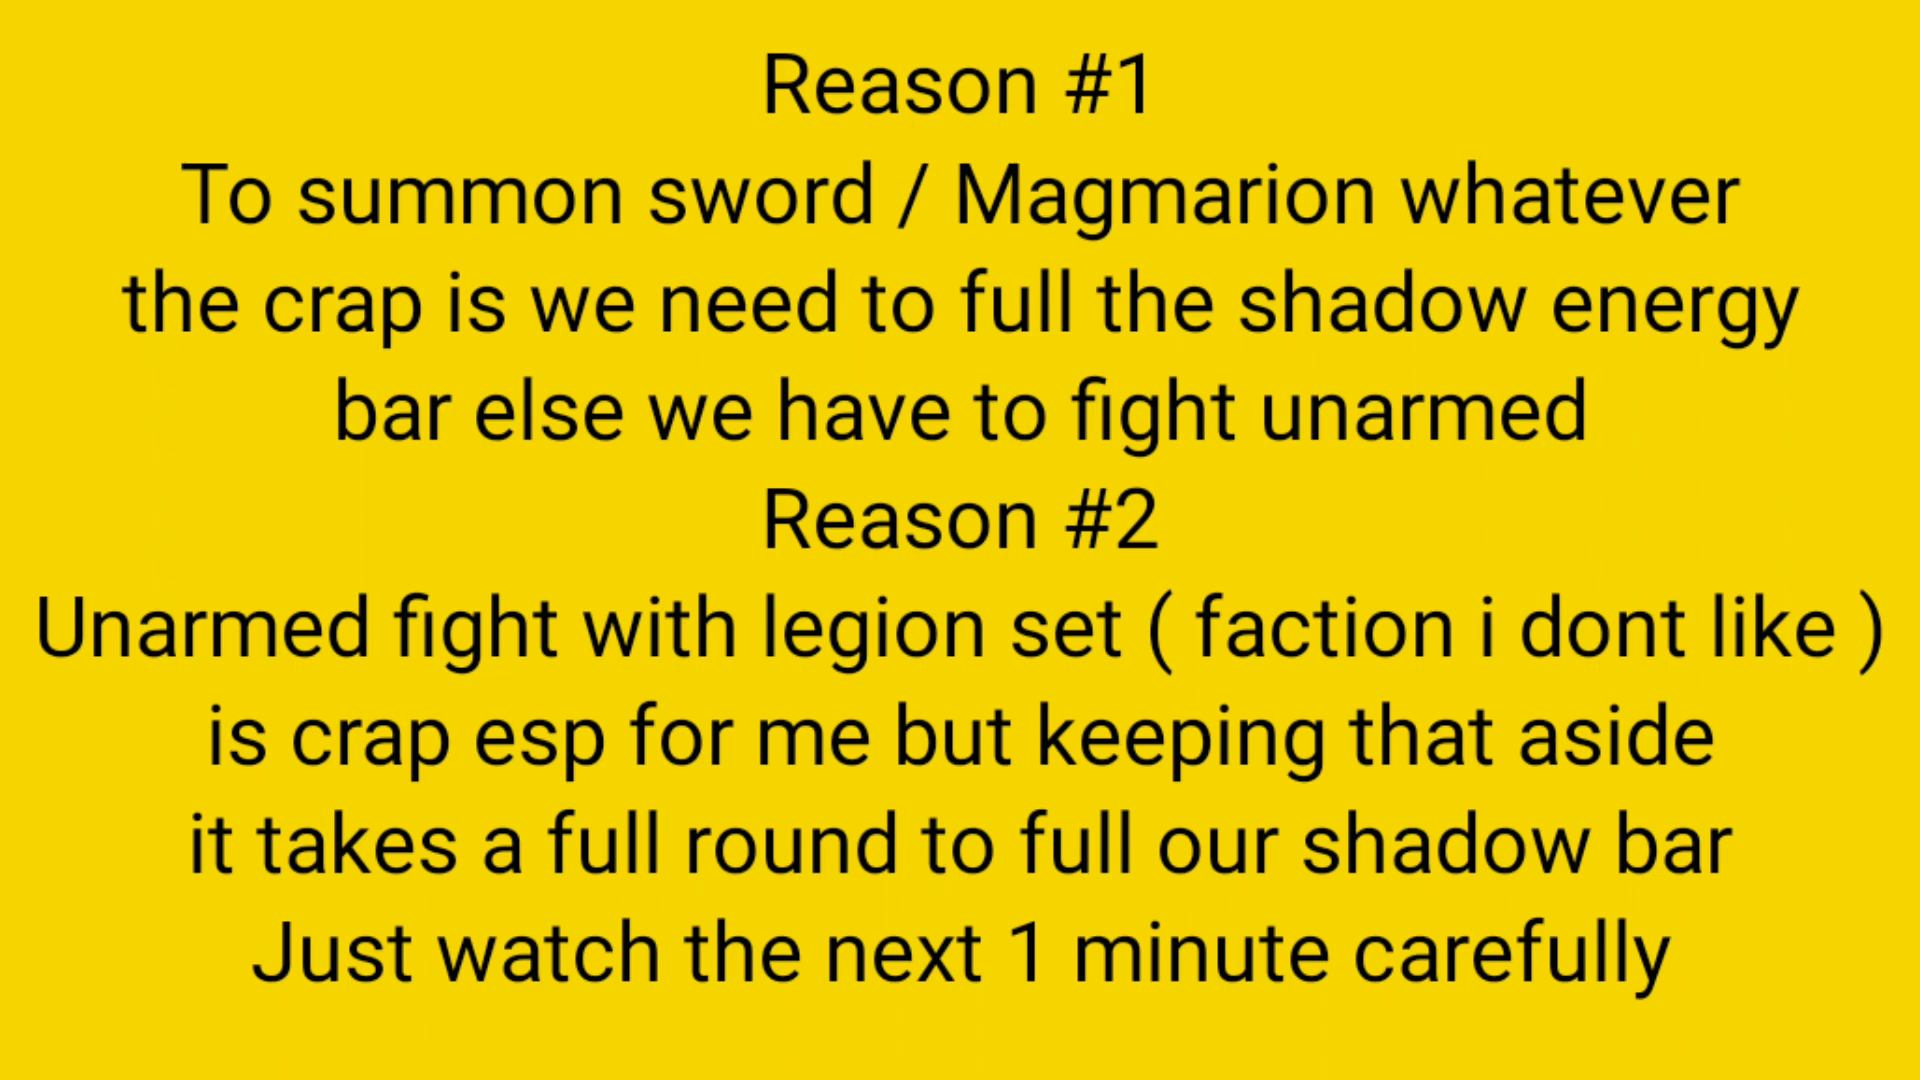 Reason #1
To summon sword / Magmarion whatever
the crap is we need to full the shadow energy
bar else we have to fight unarmed
Reason #2
Unarmed fight with legion set ( faction i dont like )
is crap esp for me but keeping that aside
it takes a full round to full our shadow bar
Just watch the next 1 minute carefully